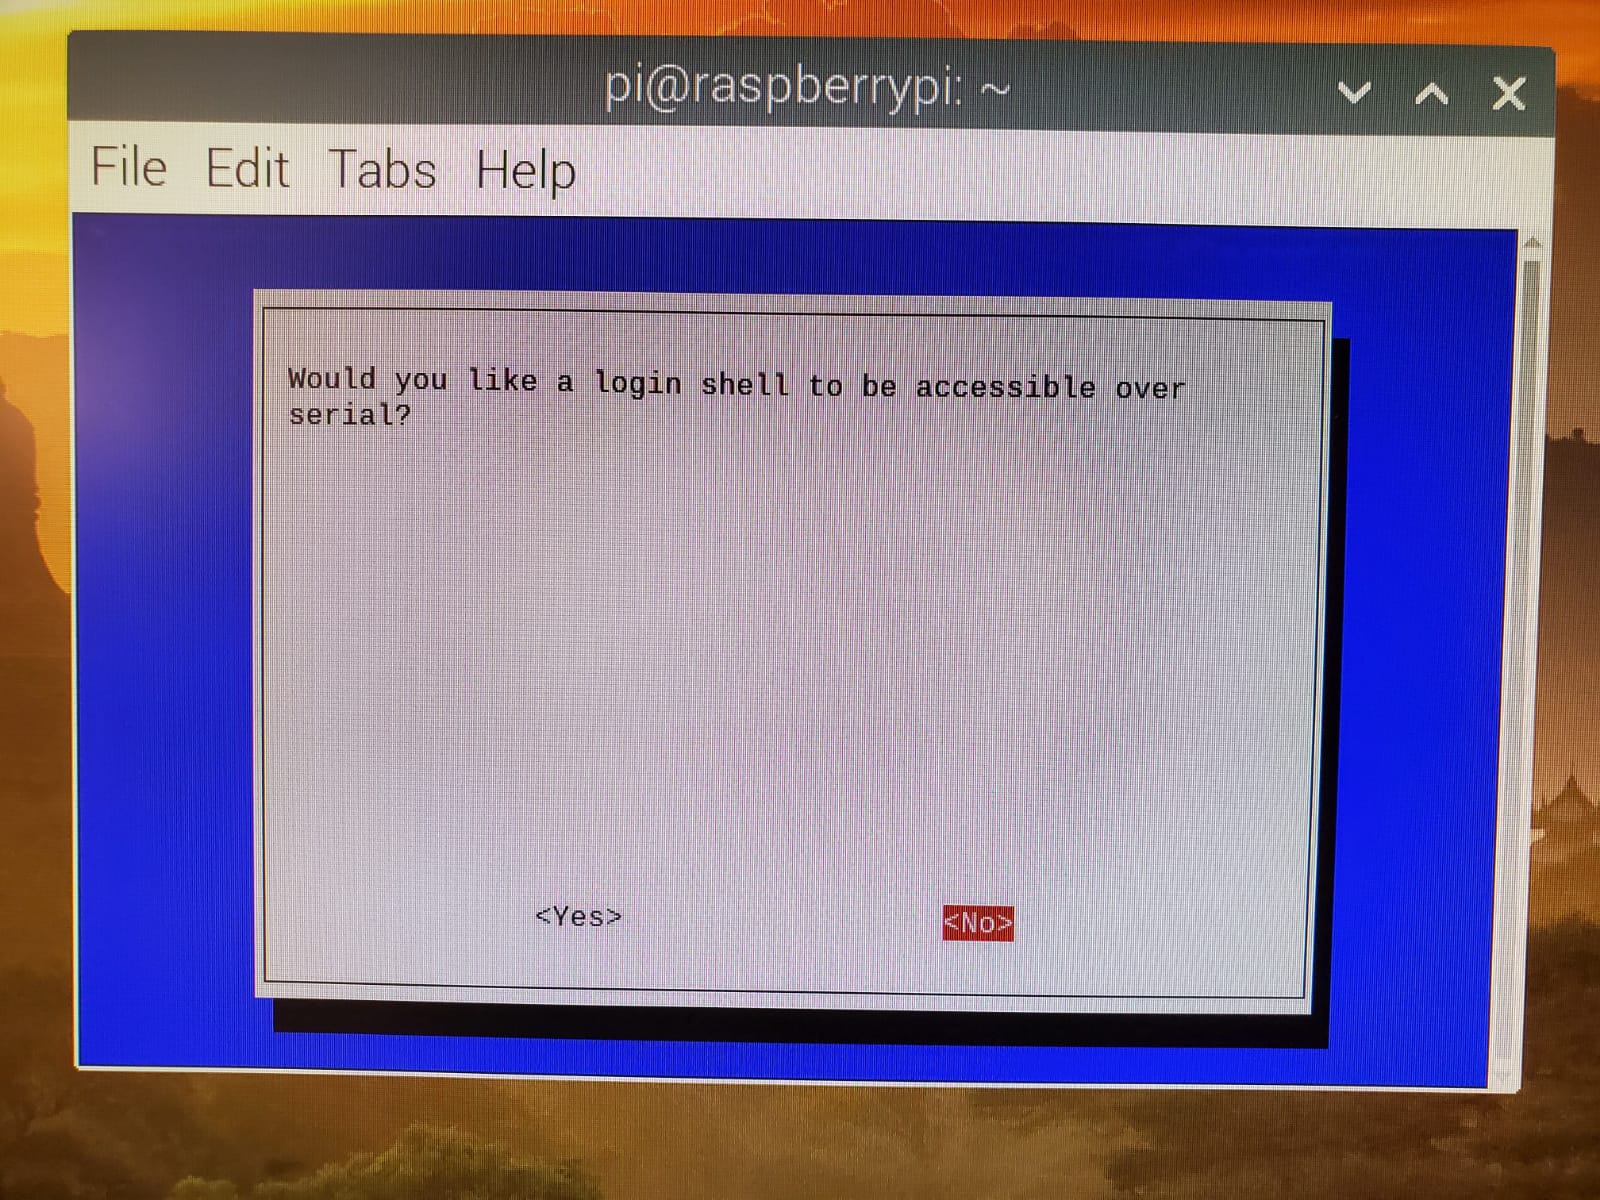 pi@raspberrypi: ~
File Edit Tabs Help
Would you like a login shell to be accessible over
serial?
<Yes> <No>